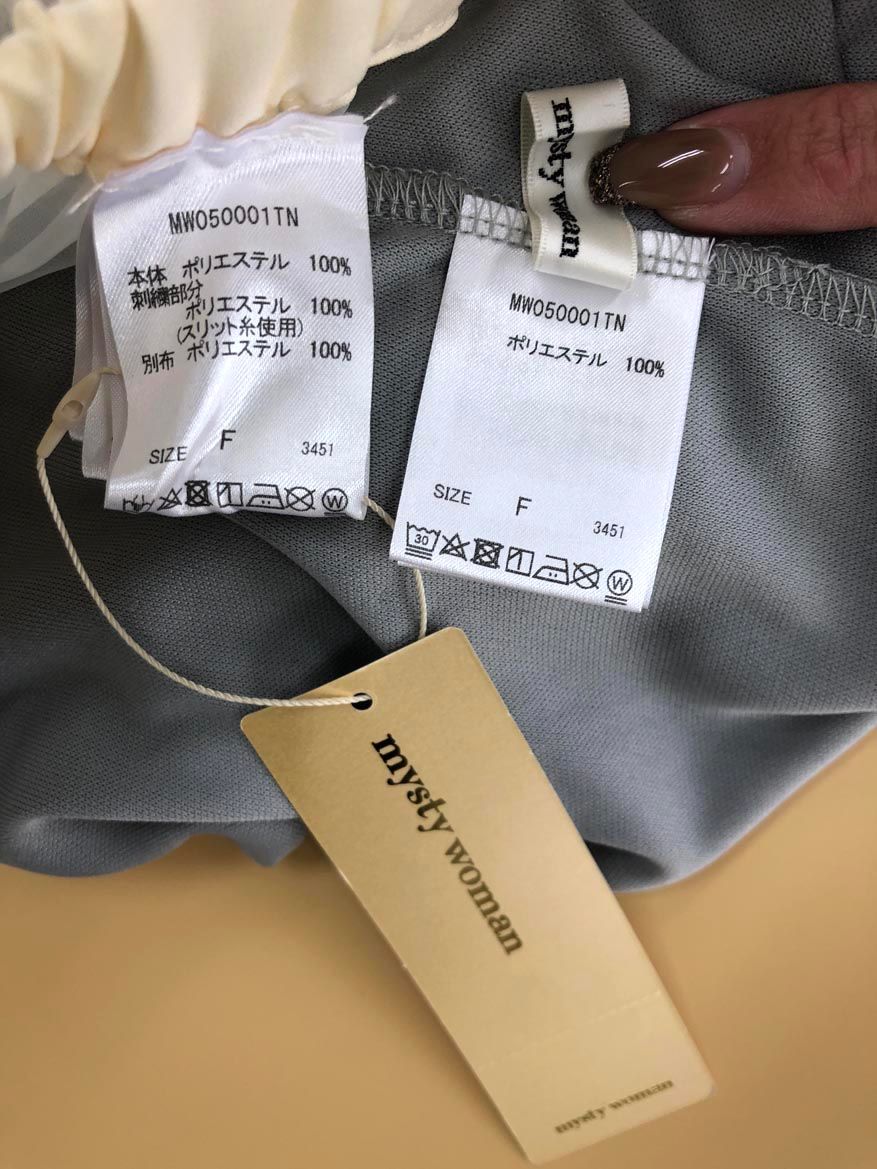 MW050001TN
本体 ポリエステル 100%
刺繍部分
ポリエステル 100%
(スリット糸使用)
別布 ポリエステル 100%
SIZE F 3451
W
mysty woman
MW050001TN
ポリエステル 100%
SIZE F 3451
30 W
mysty woman
mysty woman